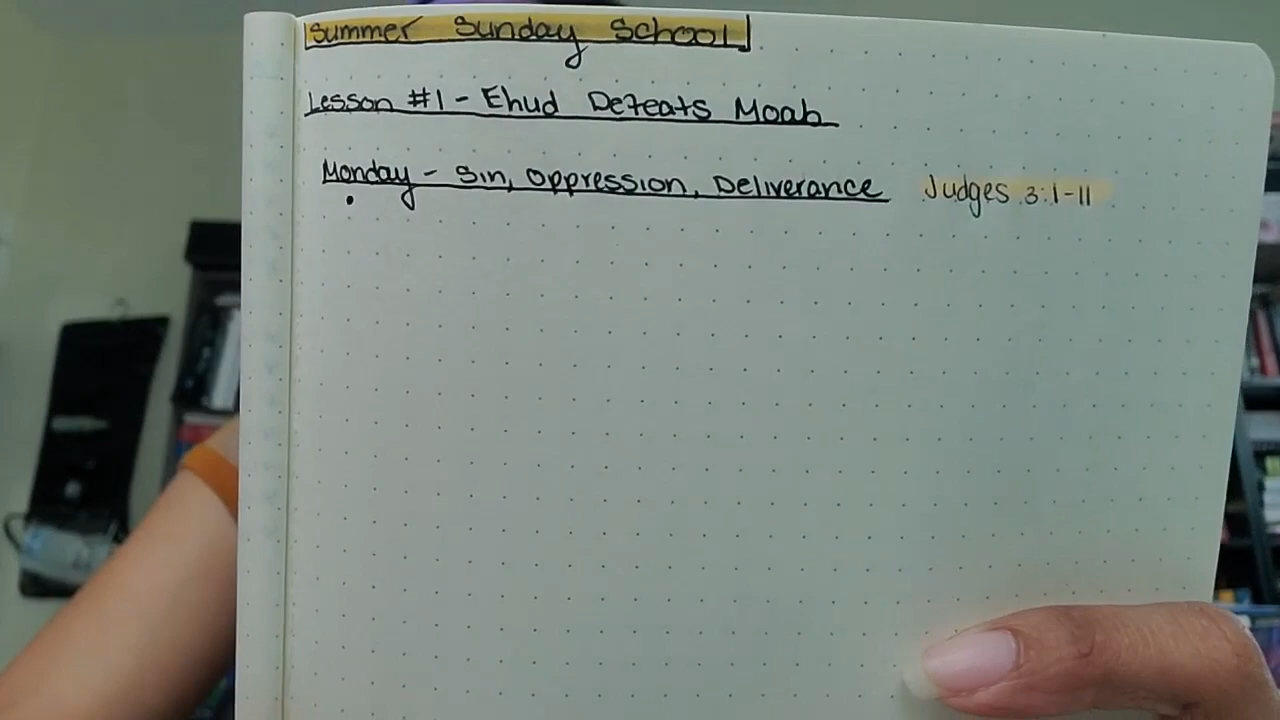 Summer Sunday School
Lesson #1 - Ehud Defeats Moab
Monday - Sin, Oppression, Deliverance Judges 3:1-11